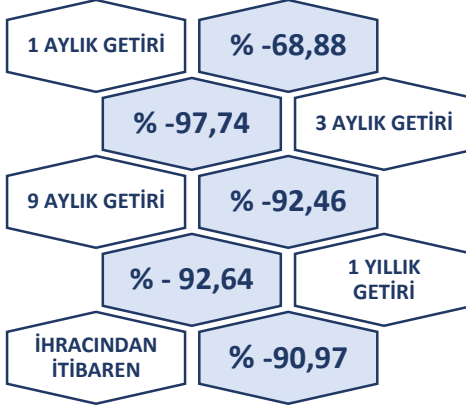 1 AYLIK GETİRİ
% -68,88
% -97,74
3 AYLIK GETİRİ
9 AYLIK GETİRİ
% -92,46
% - 92,64
1 YILLIK
GETİRİ
İHRACINDAN
İTİBAREN
% -90,97